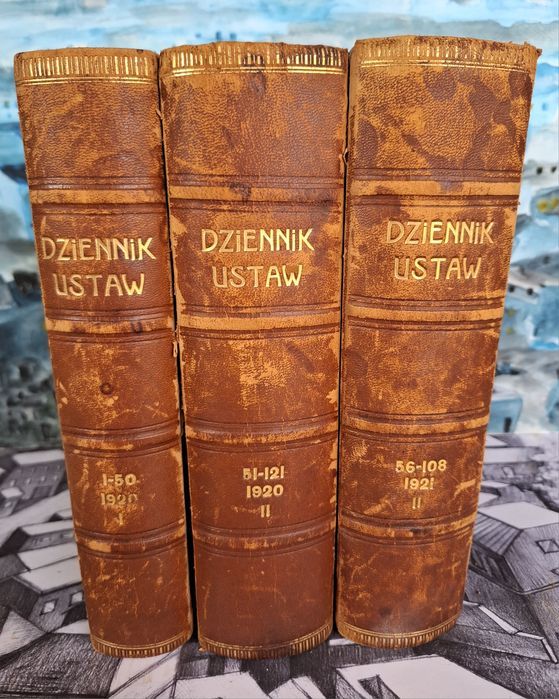 DZiENNiK
USTAW
1-50
1920
I
DZiENNiK
USTAW
51-121
1920
II
DZiENNiK
USTAW
56-108
1921
II